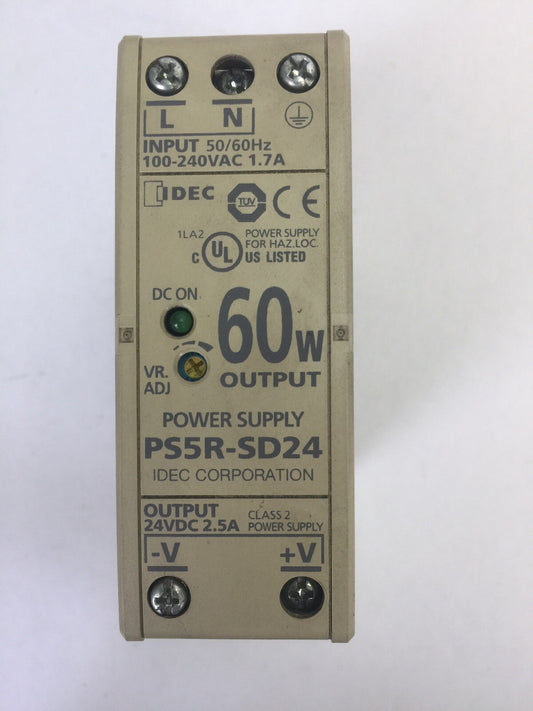 L N
INPUT 50/60Hz
100-240VAC 1.7A
IDEC TÜV CE
1LA2 POWER SUPPLY
FOR HAZ.LOC.
C UL US LISTED
DC ON
60W
OUTPUT
VR.
ADJ
POWER SUPPLY
PS5R-SD24
IDEC CORPORATION
OUTPUT CLASS 2
24VDC 2.5A POWER SUPPLY
-V +V